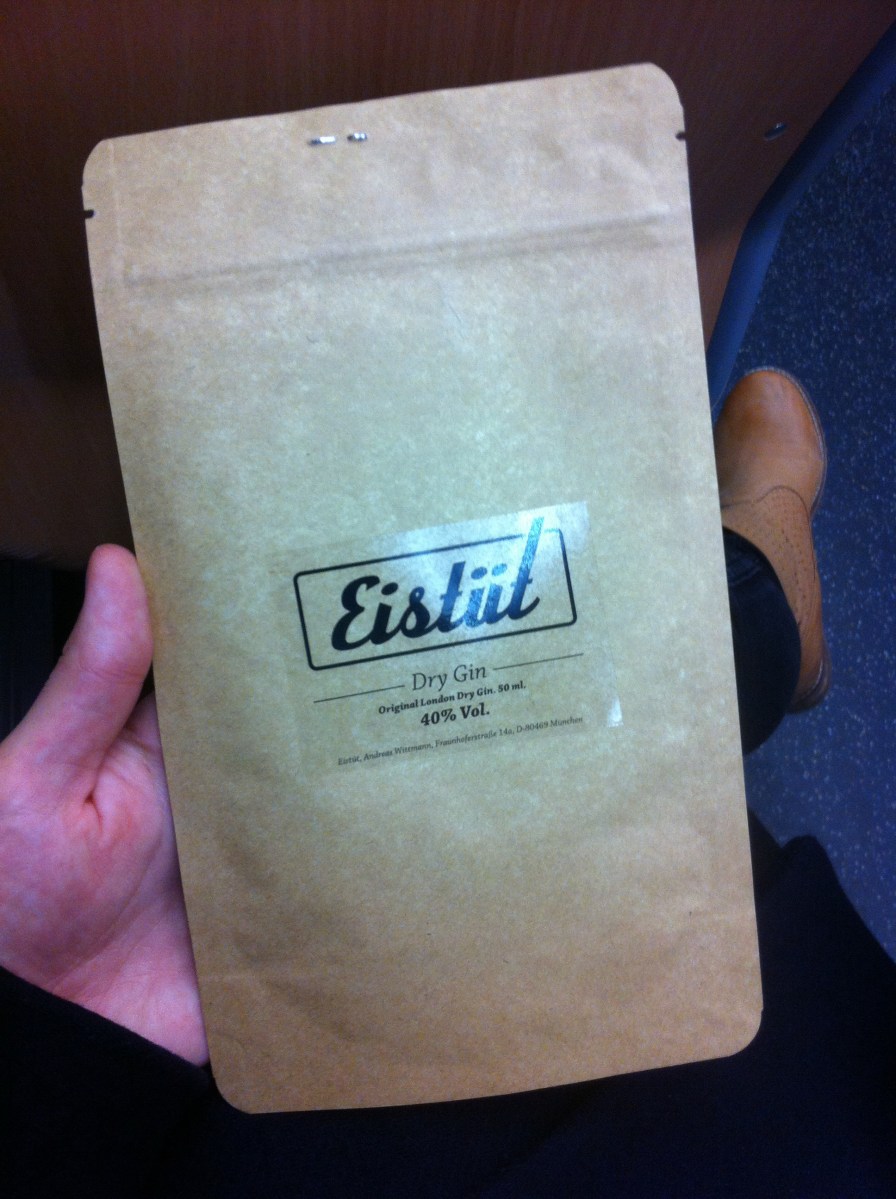 Eistüt
Dry Gin
Original London Dry Gin. 50 ml.
40% Vol.
Eistüt, Andreas Wittmann, Fraunhoferstraße 14a, D-80469 München